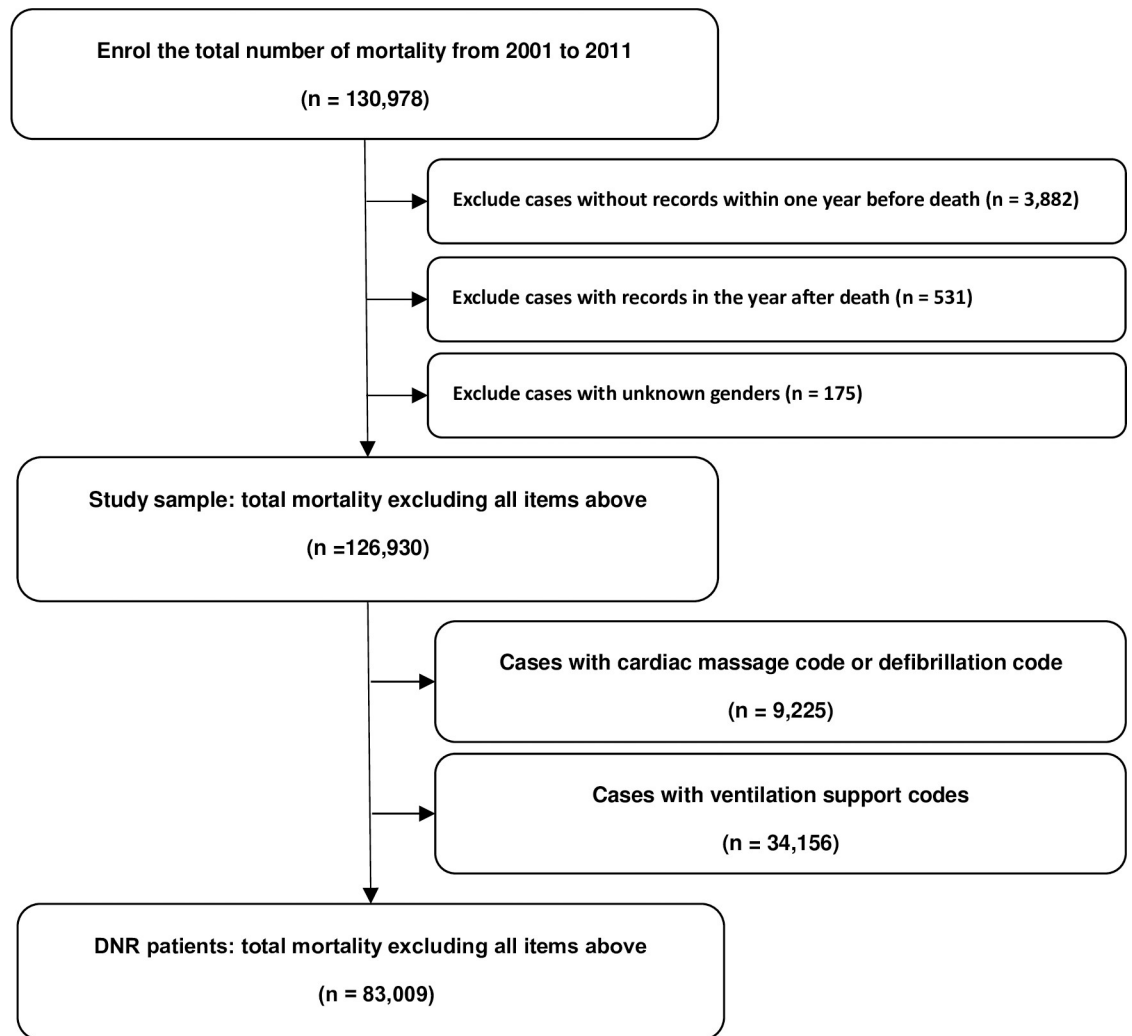 Enrol the total number of mortality from 2001 to 2011
(n = 130,978)
Exclude cases without records within one year before death (n = 3,882)
Exclude cases with records in the year after death (n = 531)
Exclude cases with unknown genders (n = 175)
Study sample: total mortality excluding all items above
(n =126,930)
Cases with cardiac massage code or defibrillation code
(n = 9,225)
Cases with ventilation support codes
(n = 34,156)
DNR patients: total mortality excluding all items above
(n = 83,009)